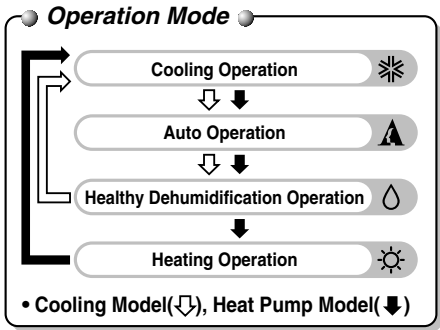 Operation Mode
Cooling Operation
Auto Operation
Healthy Dehumidification Operation
Heating Operation
• Cooling Model(⇩), Heat Pump Model(⬇)